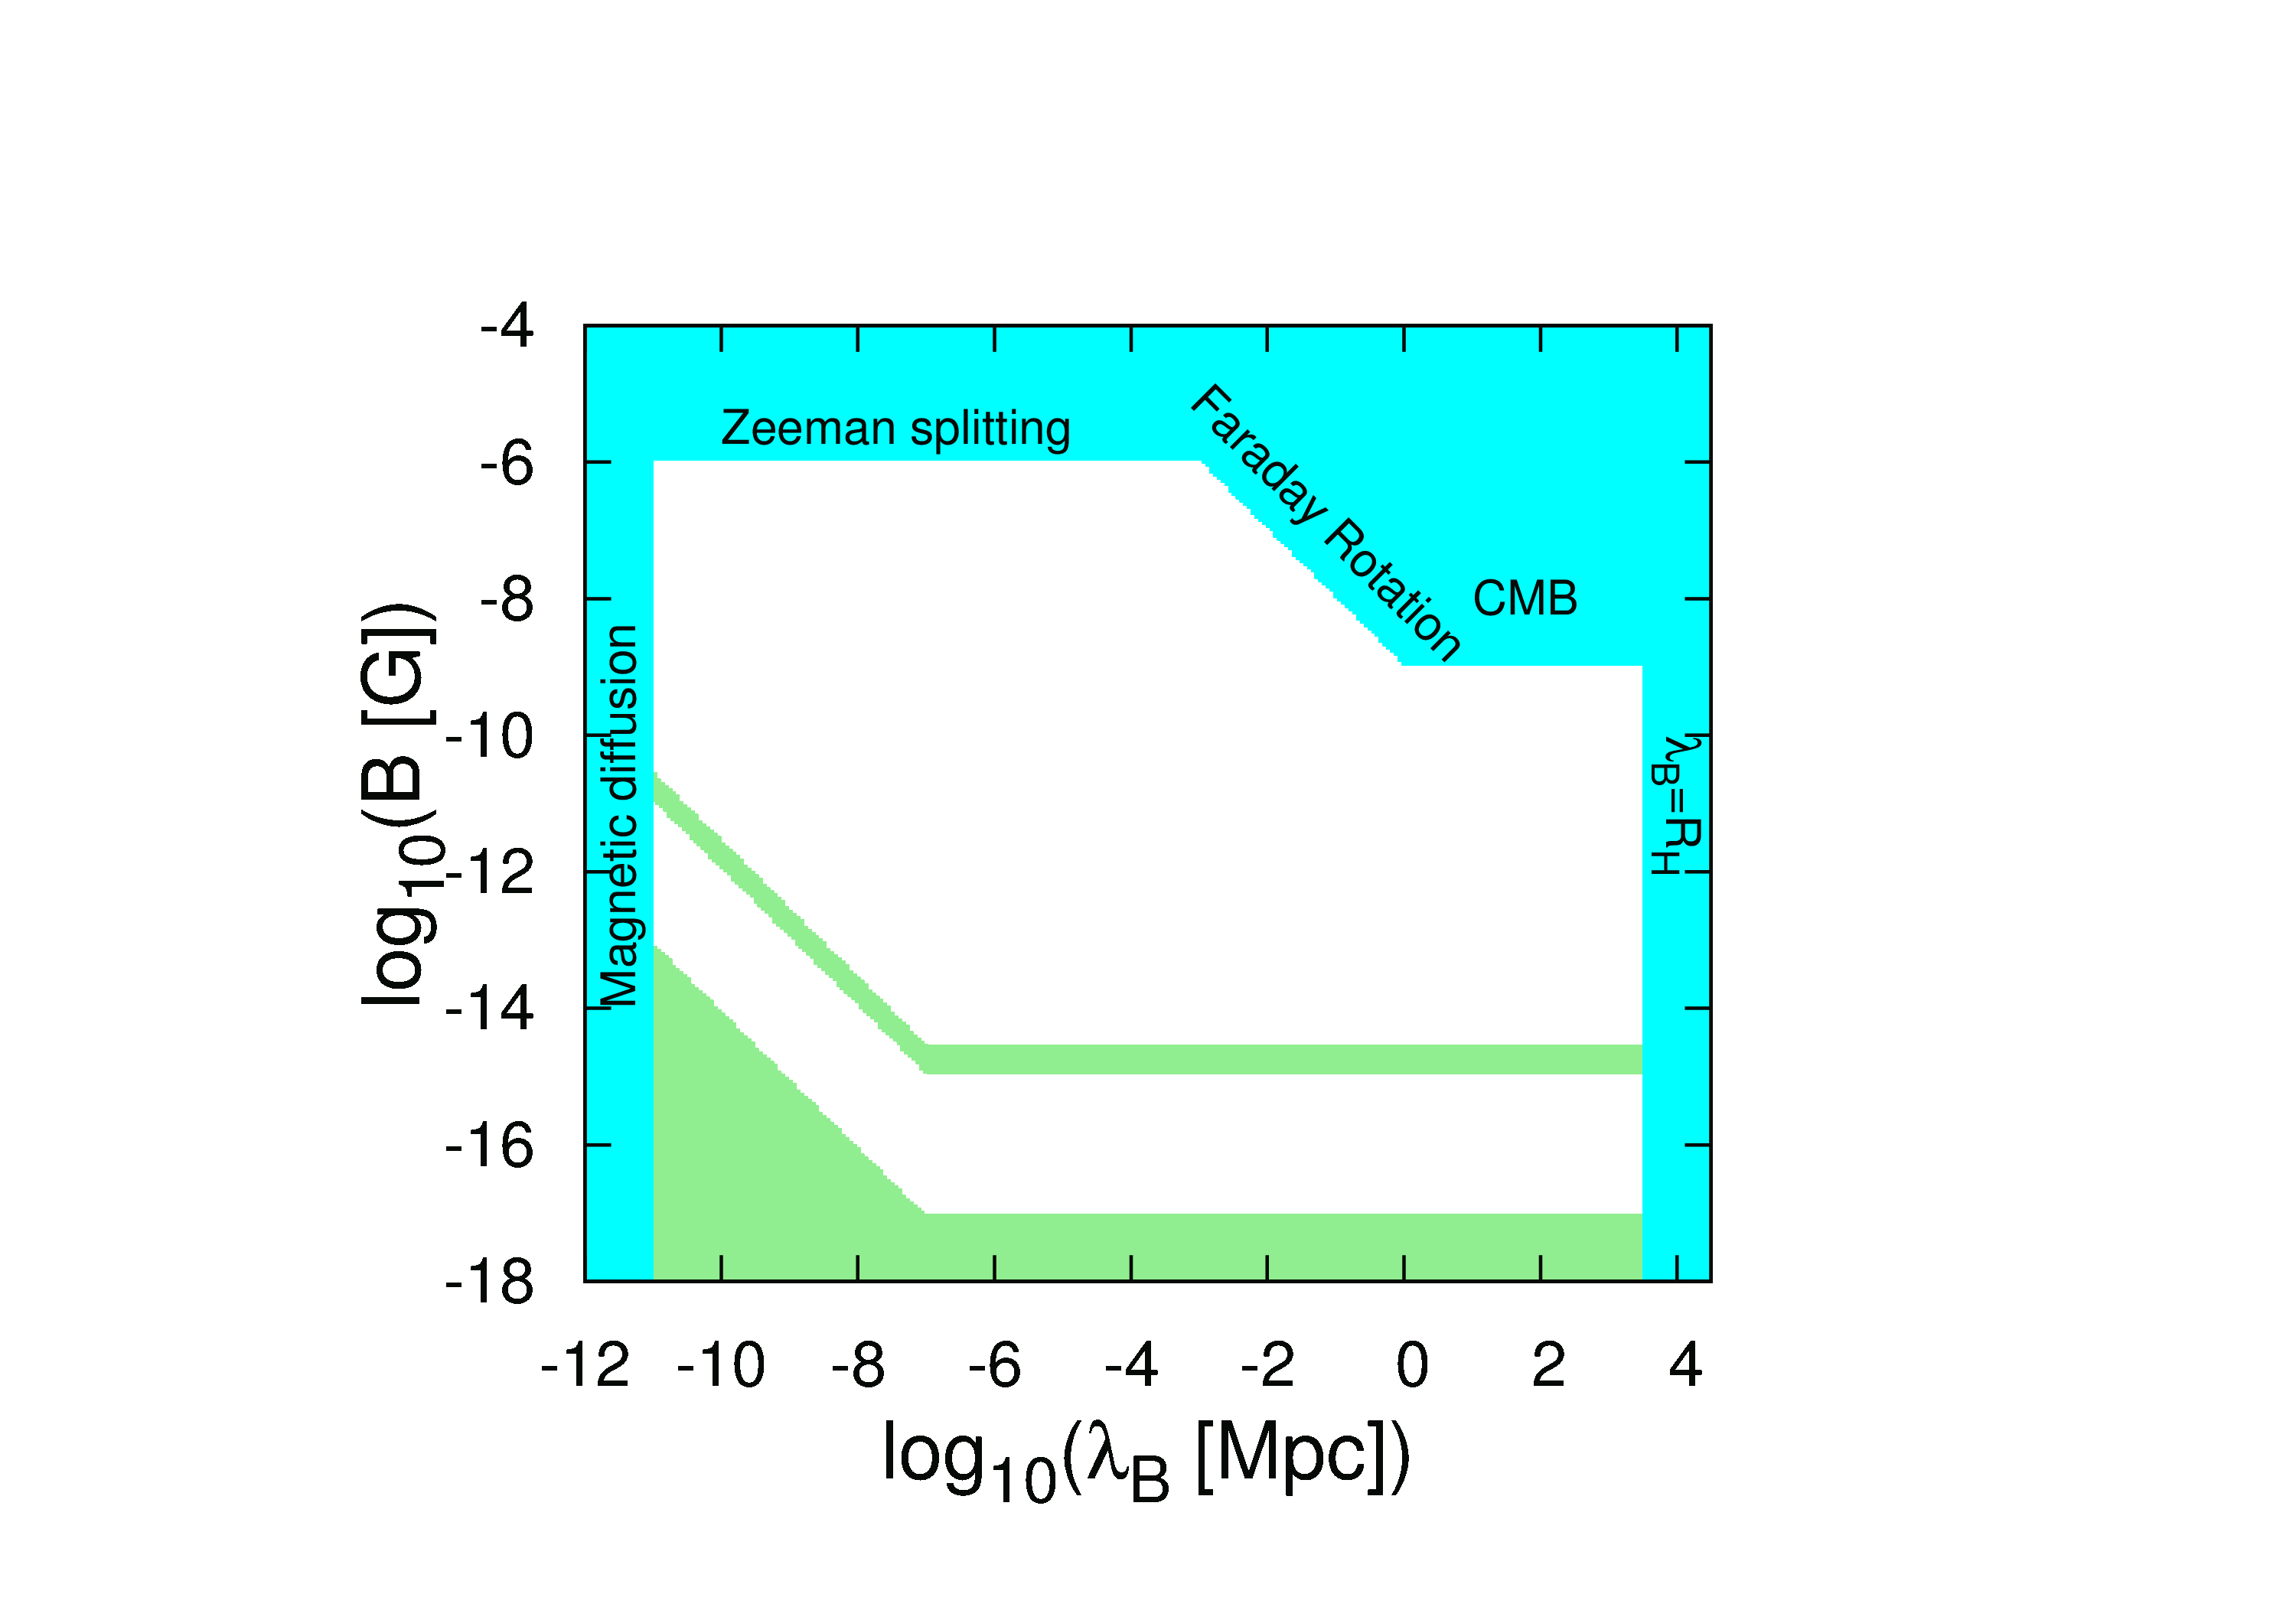 -4
Zeeman splitting
Faraday Rotation
-6
CMB
-8
Magnetic diffusion
log10(B [G])
-10
λB=RH
-12
-14
-16
-18
-12 -10 -8 -6 -4 -2 0 2 4
log10(λB [Mpc])